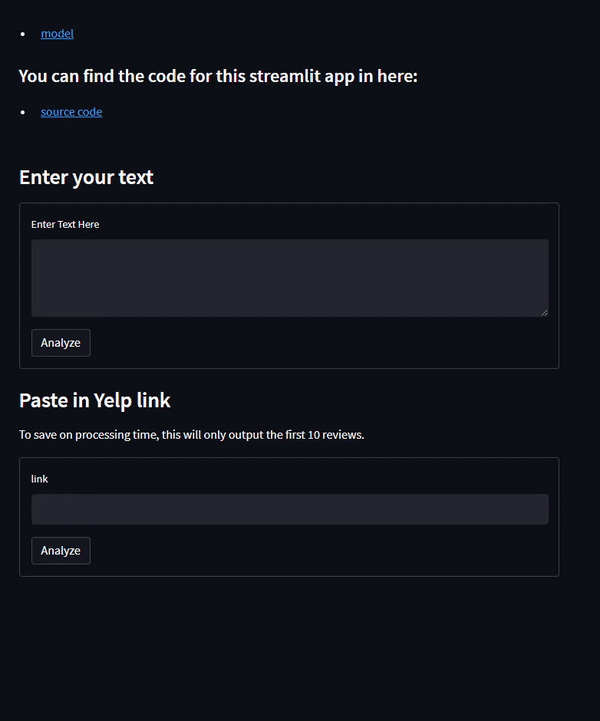 model
You can find the code for this streamlit app in here:
source code
Enter your text
Enter Text Here
Analyze
Paste in Yelp link
To save on processing time, this will only output the first 10 reviews.
link
Analyze